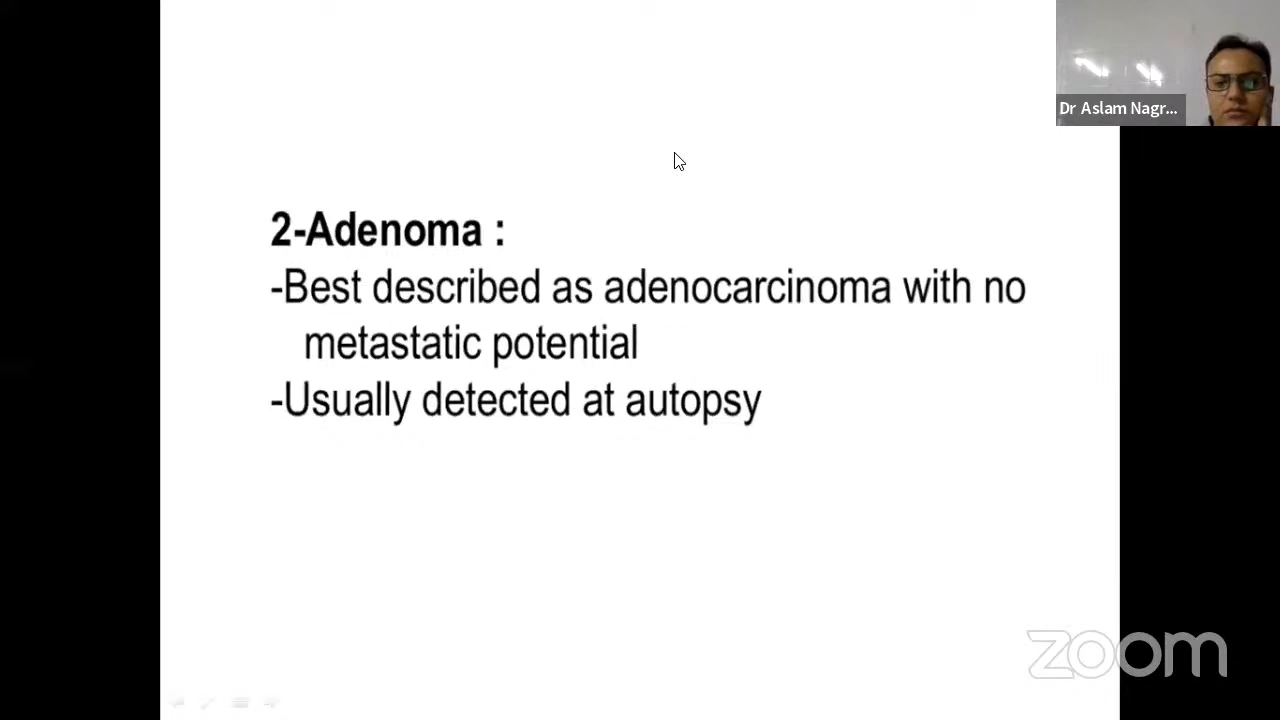 Dr Aslam Nagr...
2-Adenoma :
-Best described as adenocarcinoma with no
metastatic potential
-Usually detected at autopsy
zoom